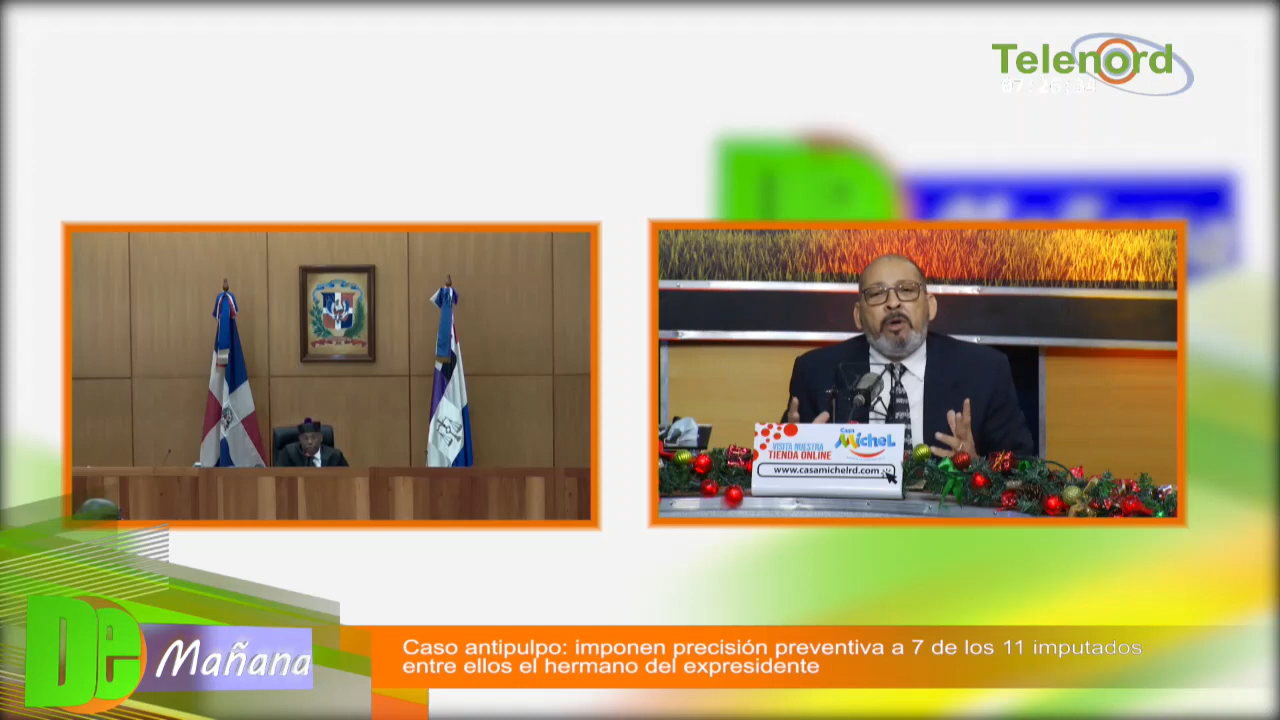 Telenord
De
VISITA NUESTRA
TIENDA ONLINE
Casa
Michel
www.casamichelrd.com
De
Mañana
Caso antipulpo: imponen precisión preventiva a 7 de los 11 imputados
entre ellos el hermano del expresidente